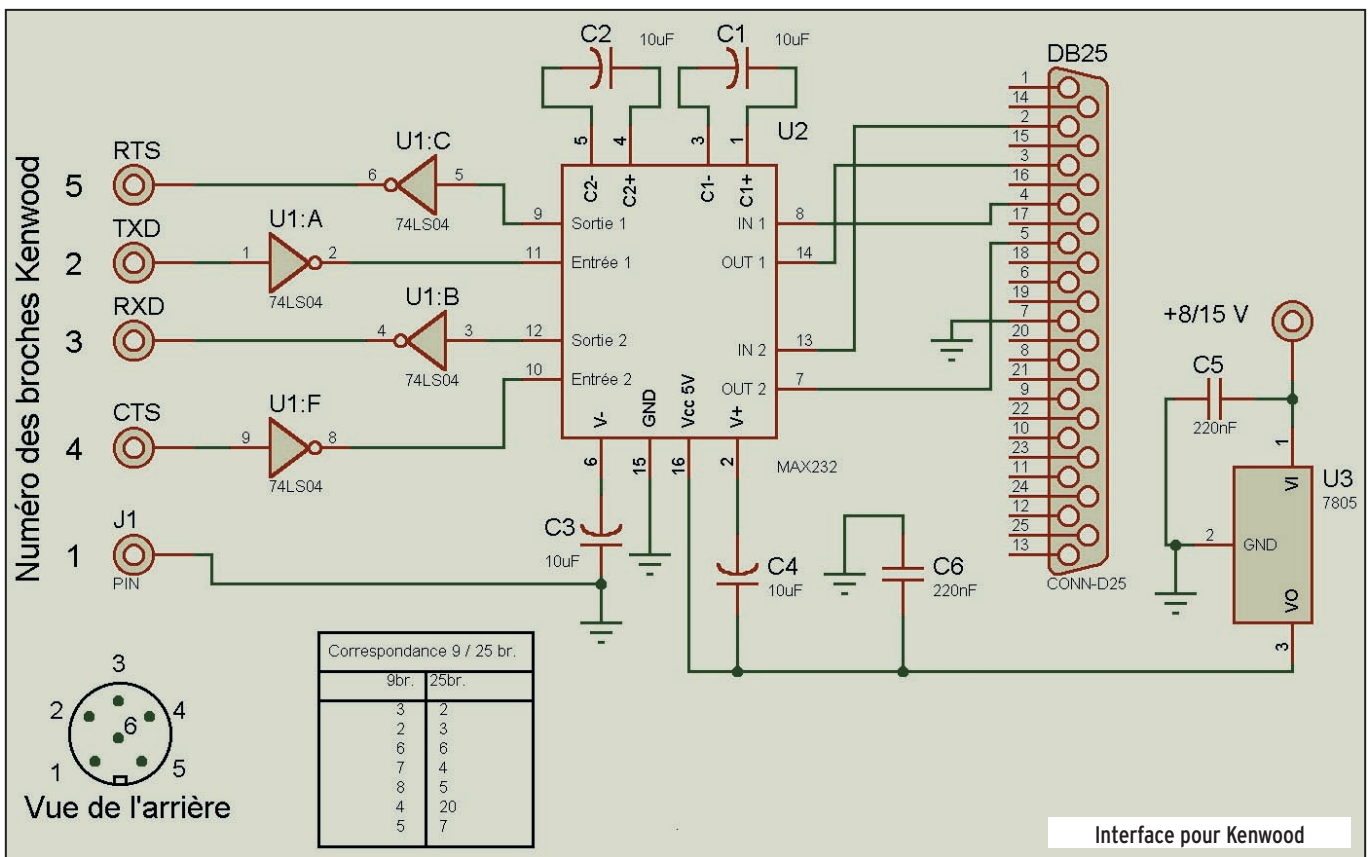 C2
10uF
C1
10uF
DB25
U2
5
4
3
1
C2-
C2+
C1-
C1+
Numéro des broches Kenwood
5
RTS
U1:C
6
5
74LS04
9
Sortie 1
IN 1
8
2
TXD
U1:A
1
2
74LS04
11
Entrée 1
OUT 1
14
3
RXD
U1:B
4
3
74LS04
12
Sortie 2
IN 2
13
4
CTS
U1:F
9
8
74LS04
10
Entrée 2
OUT 2
7
V-
GND
Vcc 5V
V+
6
15
16
2
MAX232
1
J1
PIN
C3
10uF
C4
10uF
C6
220nF
1
14
2
15
3
16
4
17
5
18
6
19
7
20
8
21
9
22
10
23
11
24
12
25
13
CONN-D25
+8/15 V
C5
220nF
1
VI
U3
7805
2
GND
VO
3
3
2
4
6
1
5
Vue de l'arrière
Correspondance 9 / 25 br.
9br. 25br.
3 2
2 3
6 6
7 4
8 5
4 20
5 7
Interface pour Kenwood